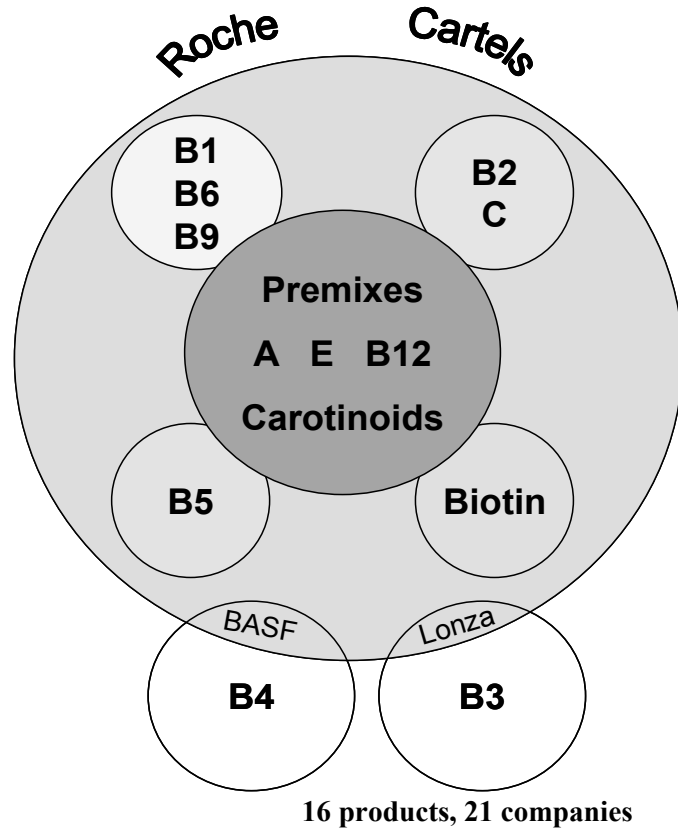 Roche Cartels
B1
B6
B9
B2
C
Premixes
A E B12
Carotinoids
B5
Biotin
BASF
Lonza
B4
B3
16 products, 21 companies